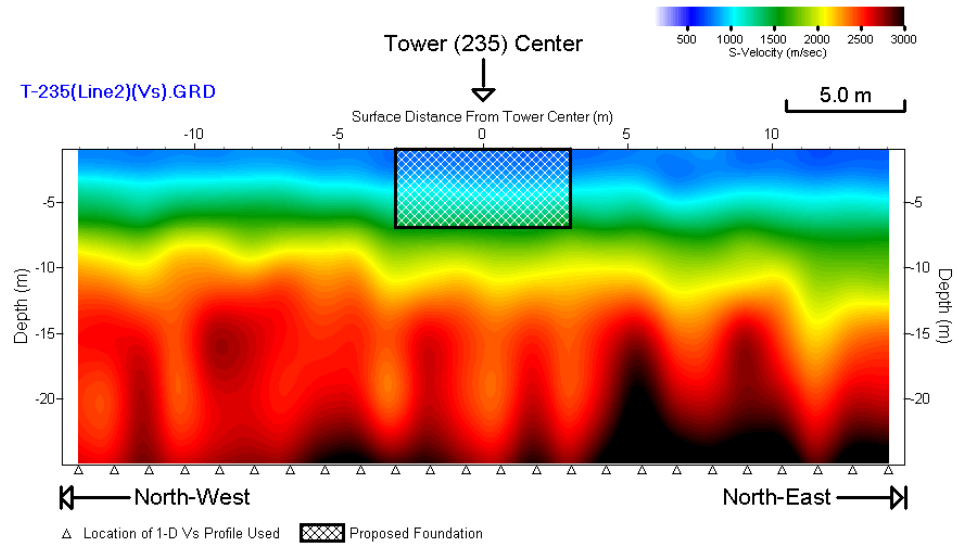 500 1000 1500 2000 2500 3000
S-Velocity (m/sec)
Tower (235) Center
T-235(Line2)(Vs).GRD
5.0 m
Surface Distance From Tower Center (m)
-10 -5 0 5 10
-5 -5
-10 -10
-15 -15
-20 -20
Depth (m)
Depth (m)
North-West North-East
Location of 1-D Vs Profile Used Proposed Foundation